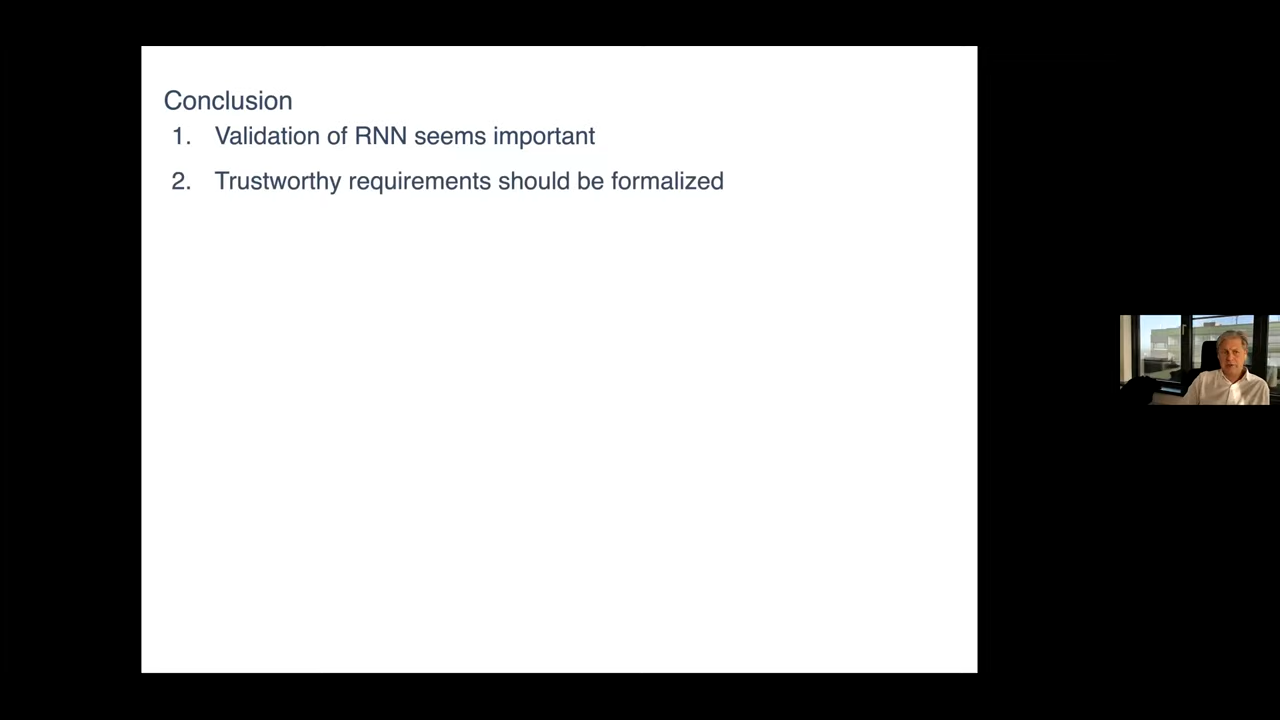 Conclusion
1. Validation of RNN seems important
2. Trustworthy requirements should be formalized